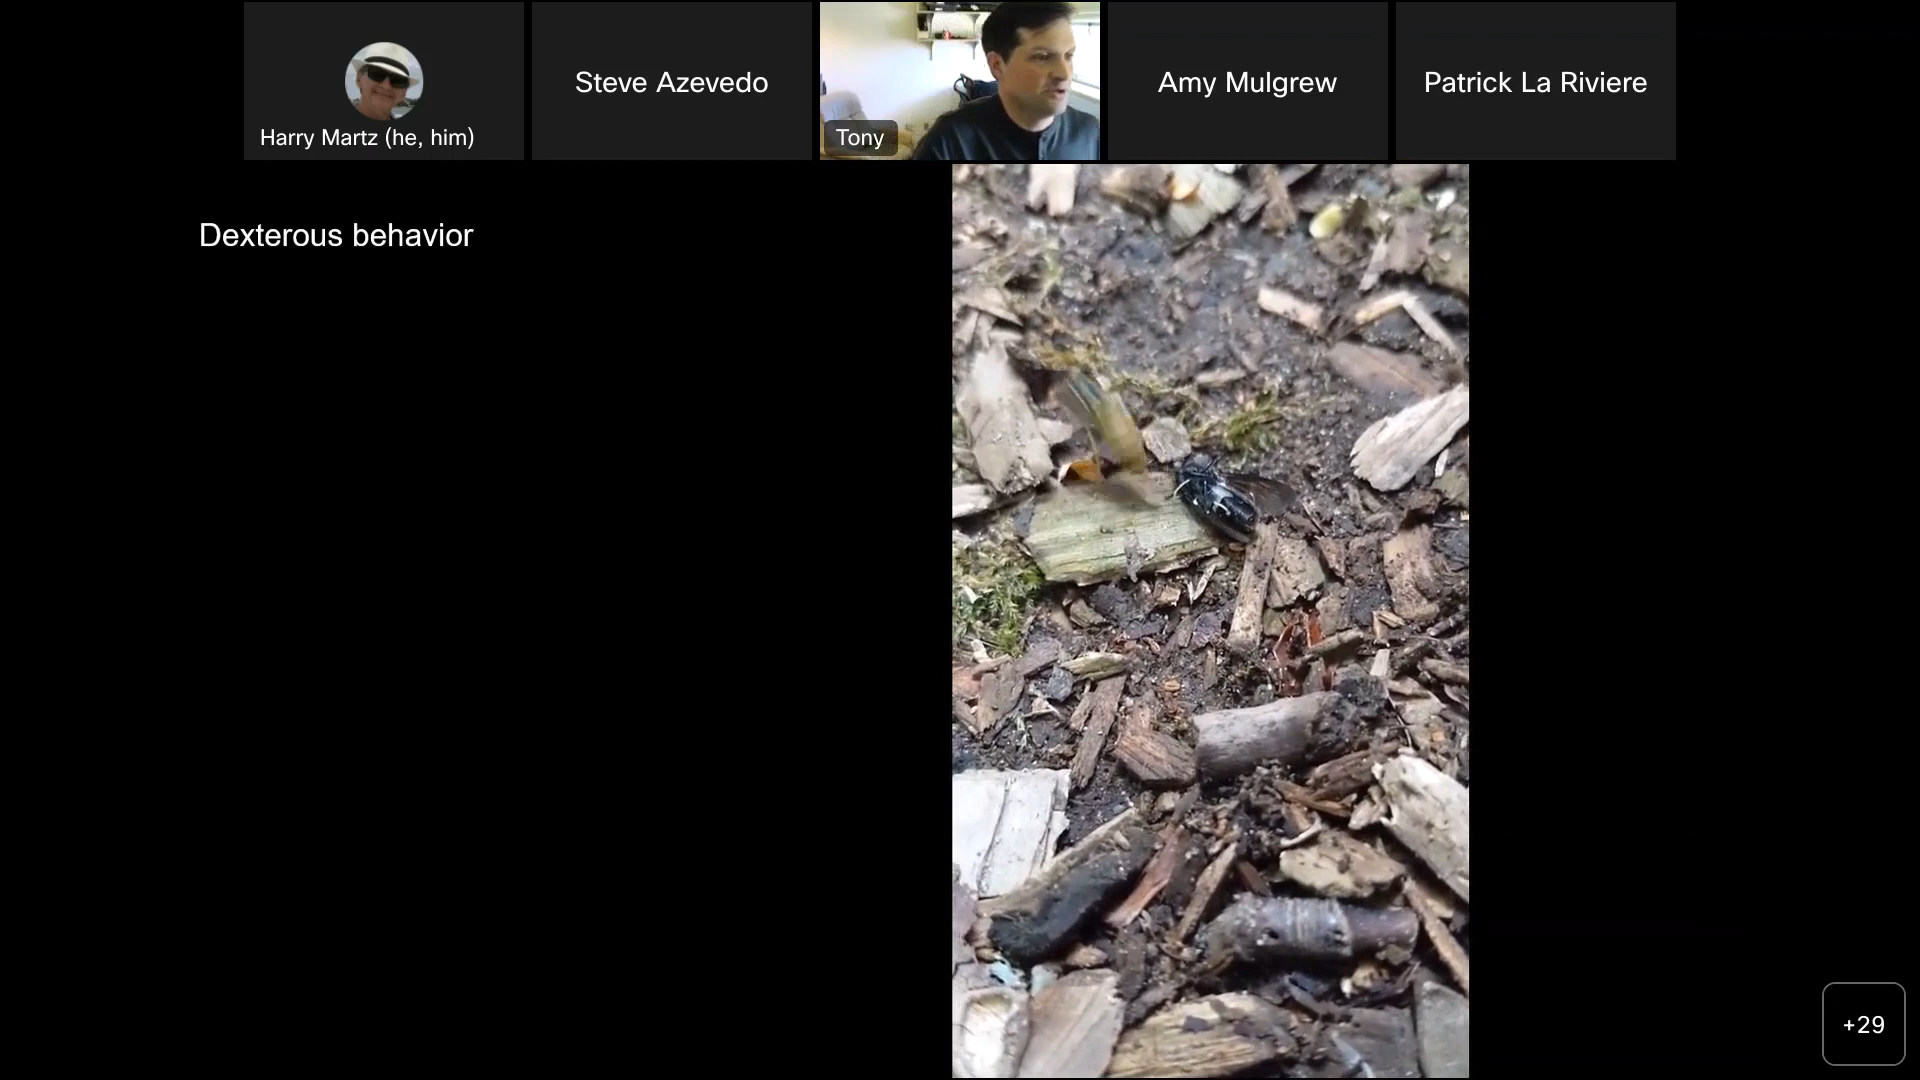 Harry Martz (he, him)
Steve Azevedo
Tony
Amy Mulgrew
Patrick La Riviere
Dexterous behavior
+29